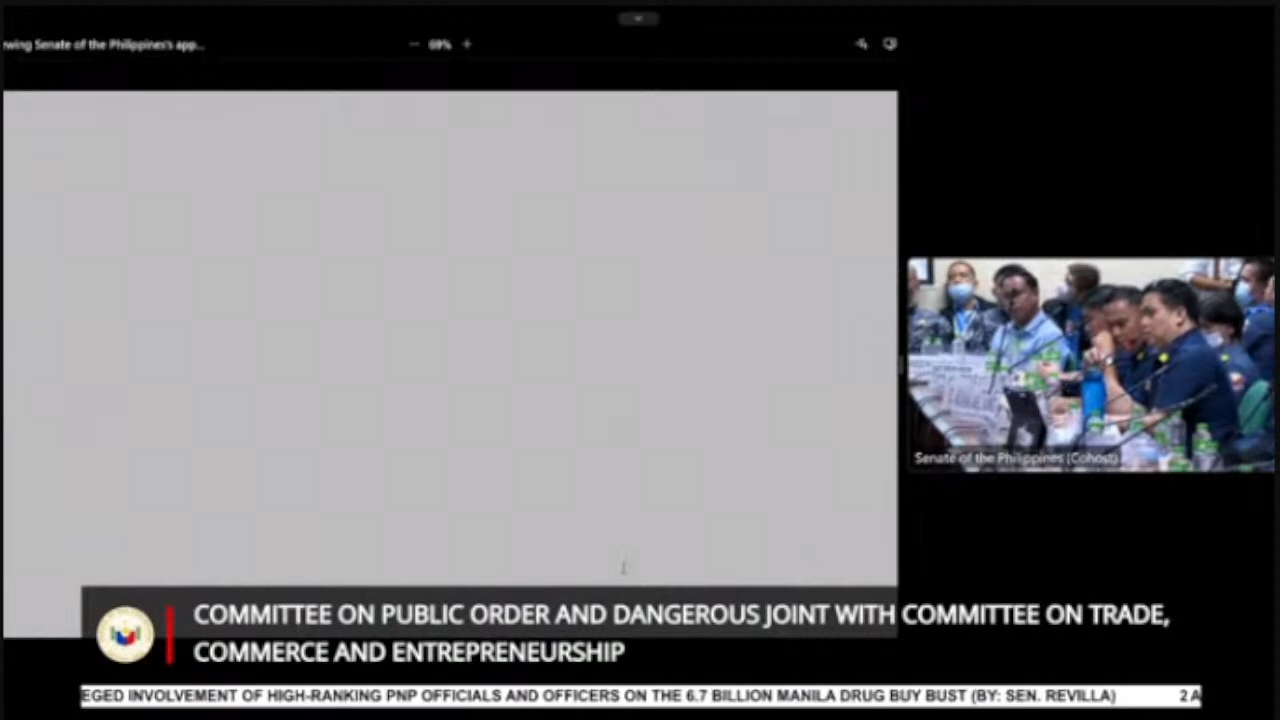 ewing Senate of the Philippines's app...
69%
Senate of the Philippines (Cohost)
COMMITTEE ON PUBLIC ORDER AND DANGEROUS JOINT WITH COMMITTEE ON TRADE,
COMMERCE AND ENTREPRENEURSHIP
EGED INVOLVEMENT OF HIGH-RANKING PNP OFFICIALS AND OFFICERS ON THE 6.7 BILLION MANILA DRUG BUY BUST (BY: SEN. REVILLA) 2 A